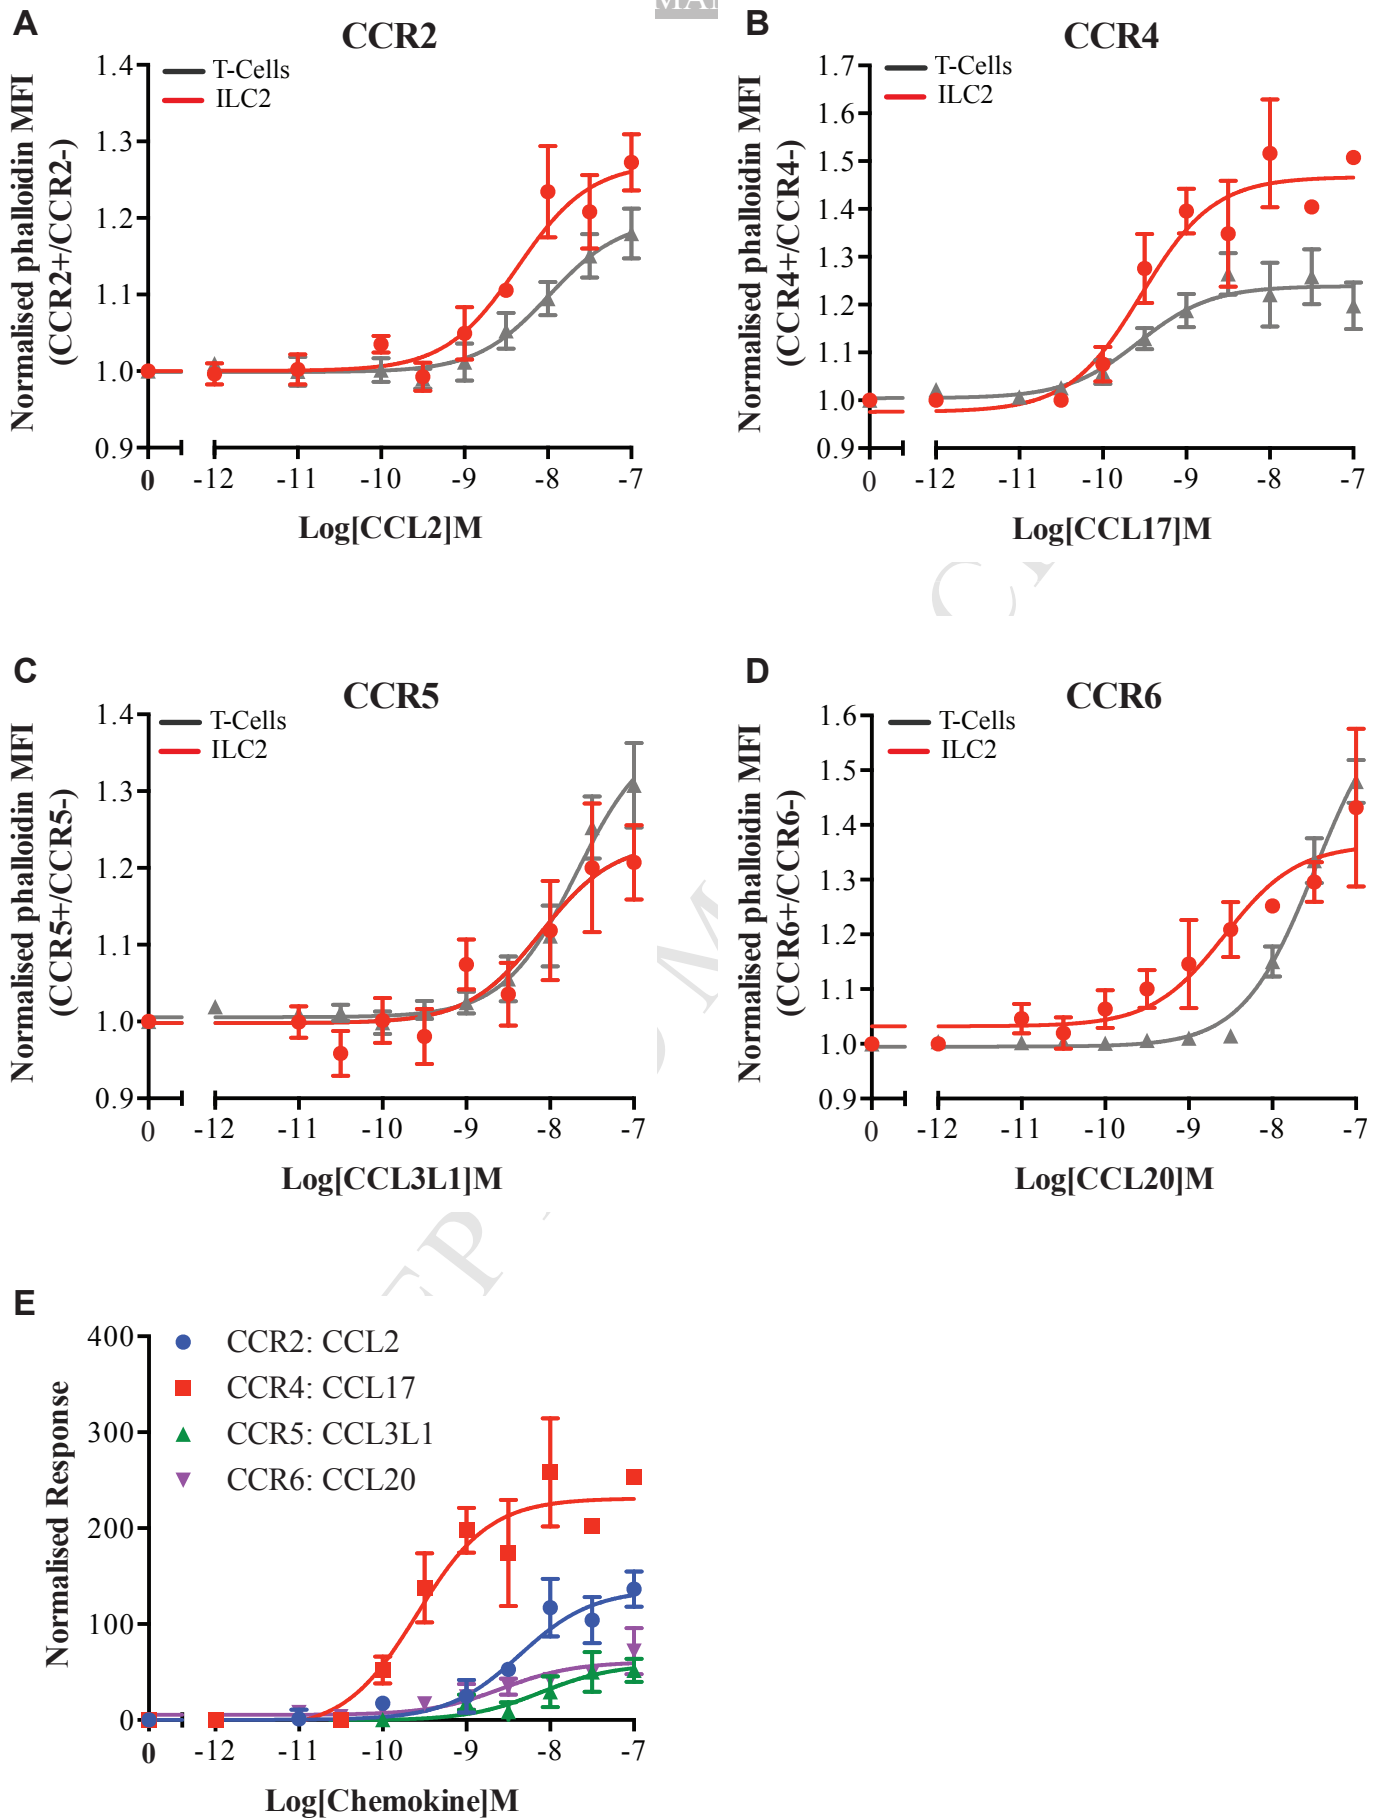 A
CCR2
T-Cells
ILC2
Normalised phalloidin MFI
(CCR2+/CCR2-)
1.4
1.3
1.2
1.1
1.0
0.9
0 -12 -11 -10 -9 -8 -7
Log[CCL2]M
B
CCR4
T-Cells
ILC2
Normalised phalloidin MFI
(CCR4+/CCR4-)
1.7
1.6
1.5
1.4
1.3
1.2
1.1
1.0
0.9
0 -12 -11 -10 -9 -8 -7
Log[CCL17]M
C
CCR5
T-Cells
ILC2
Normalised phalloidin MFI
(CCR5+/CCR5-)
1.4
1.3
1.2
1.1
1.0
0.9
0 -12 -11 -10 -9 -8 -7
Log[CCL3L1]M
D
CCR6
T-Cells
ILC2
Normalised phalloidin MFI
(CCR6+/CCR6-)
1.6
1.5
1.4
1.3
1.2
1.1
1.0
0.9
0 -12 -11 -10 -9 -8 -7
Log[CCL20]M
E
CCR2: CCL2
CCR4: CCL17
CCR5: CCL3L1
CCR6: CCL20
Normalised Response
400
300
200
100
0
0 -12 -11 -10 -9 -8 -7
Log[Chemokine]M